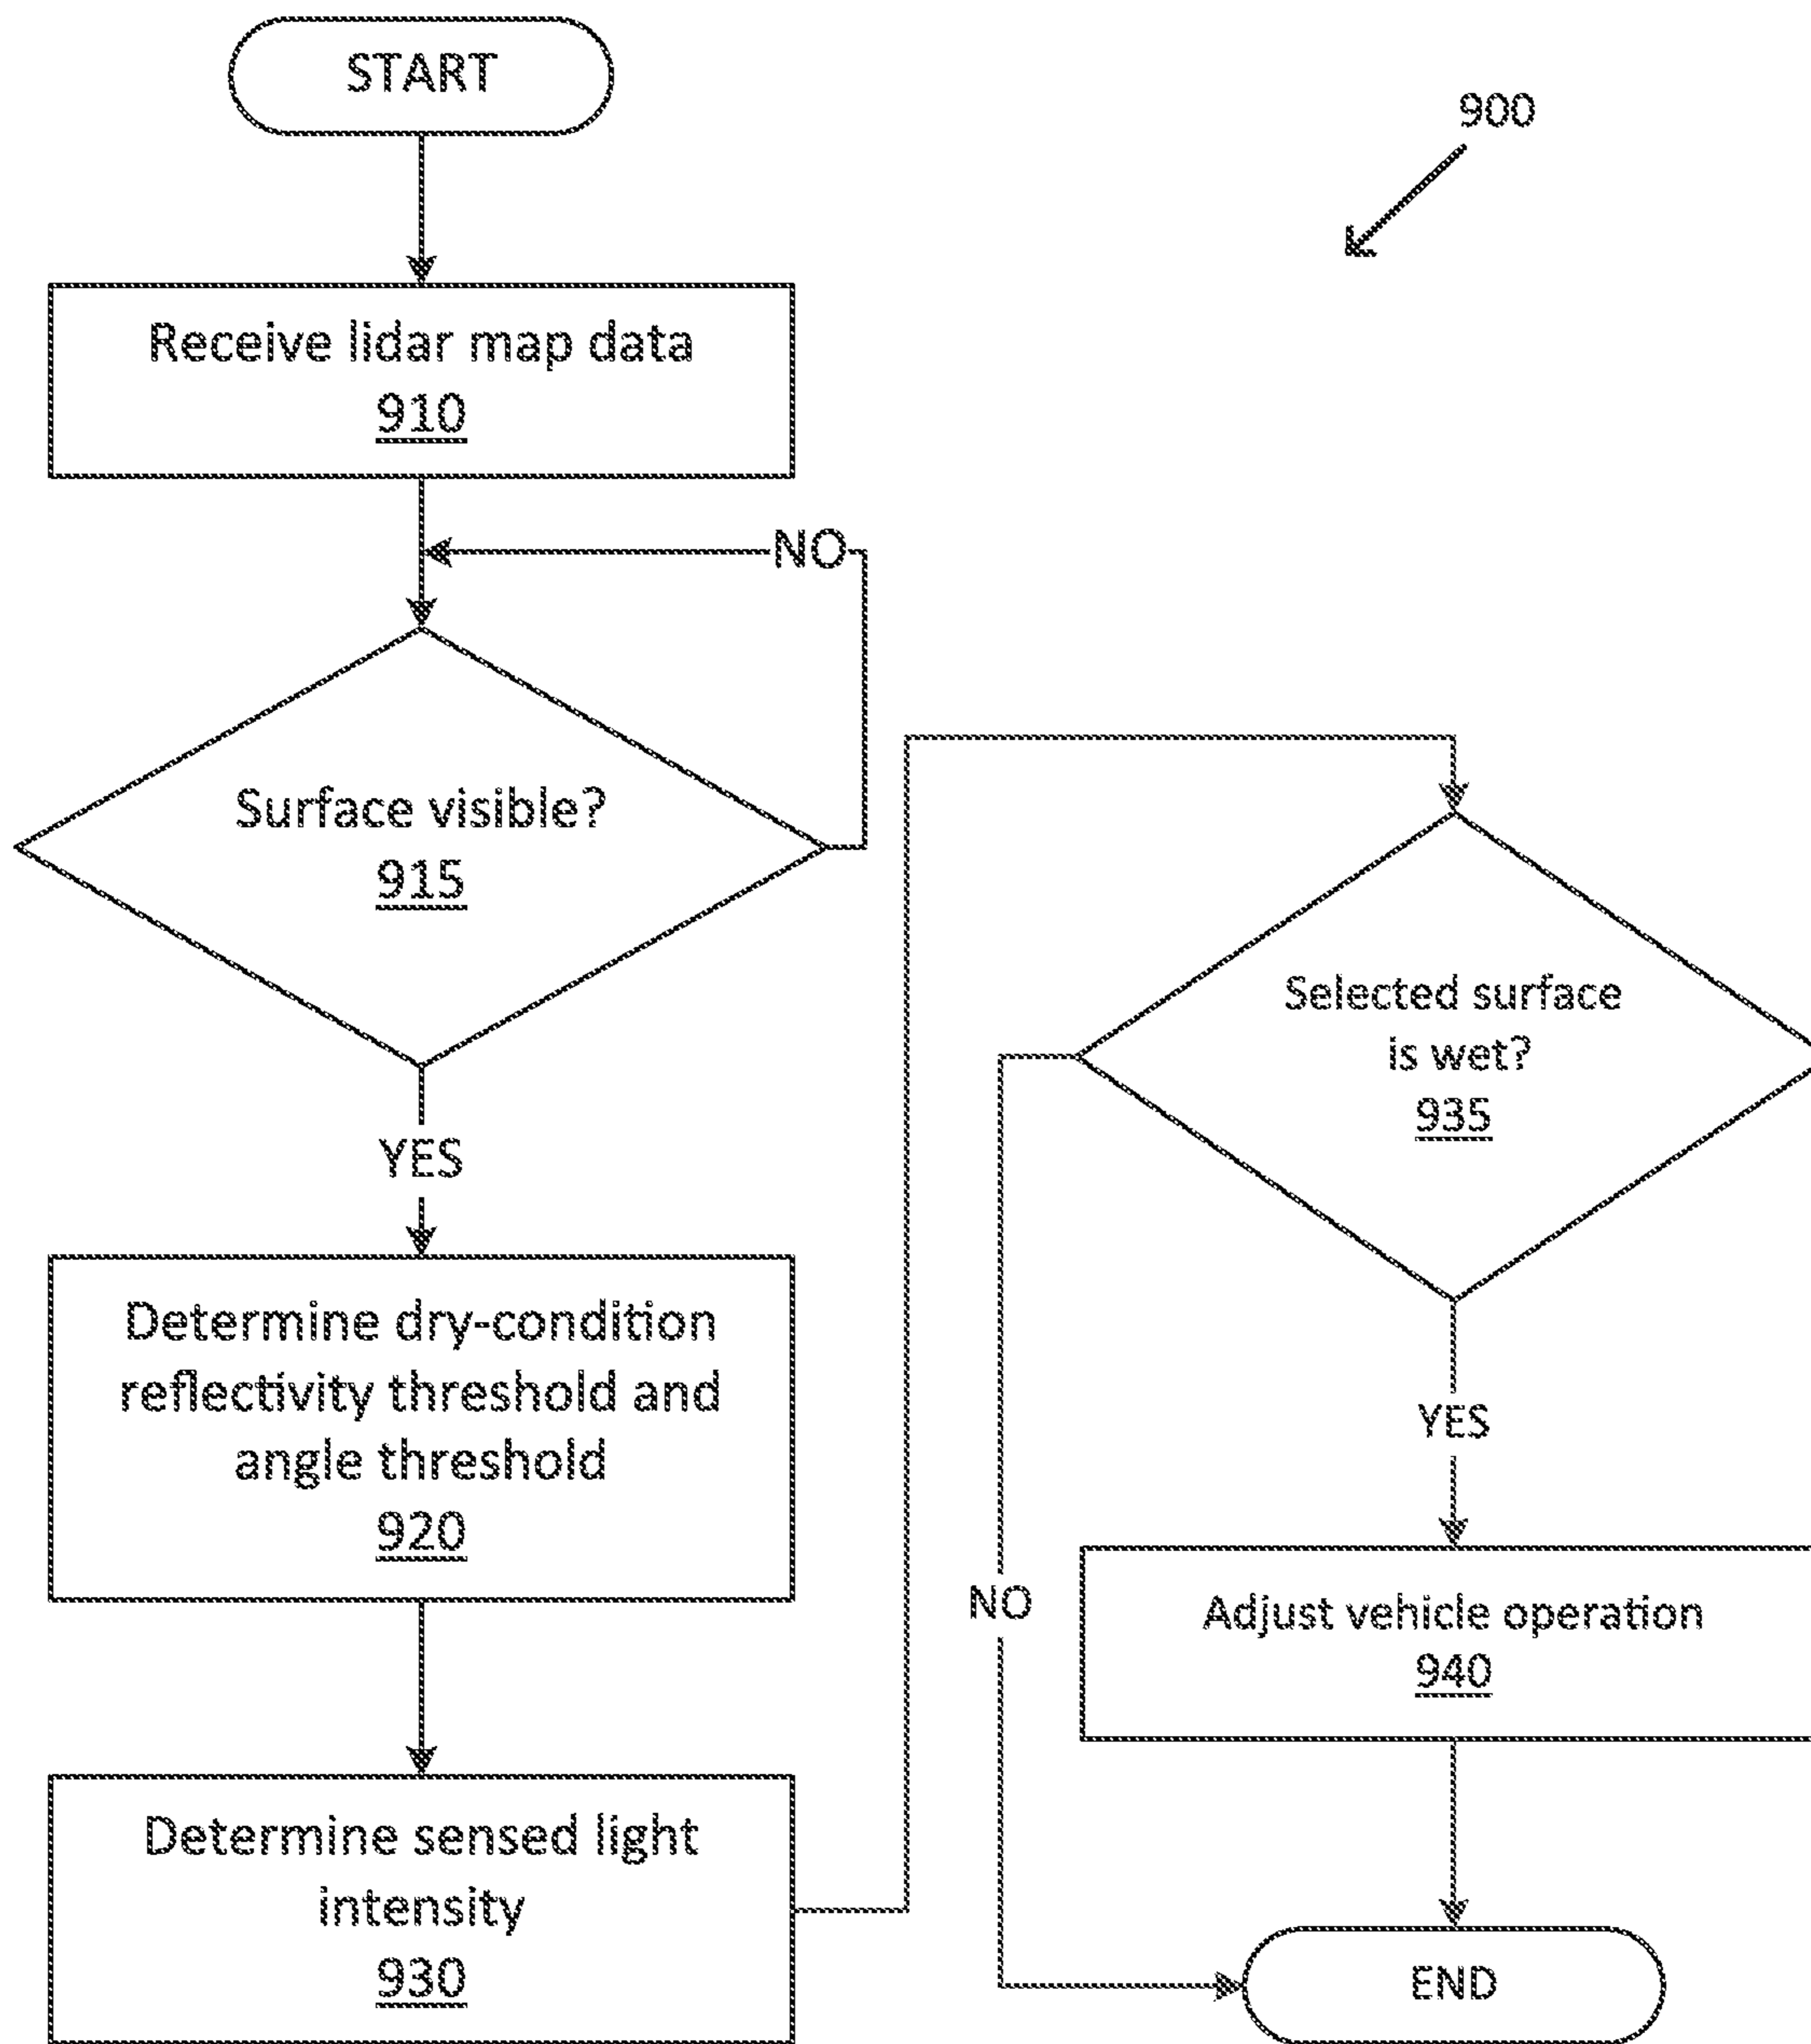 START
900
Receive lidar map data
910
NO
Surface visible?
915
YES
Determine dry-condition
reflectivity threshold and
angle threshold
920
Determine sensed light
intensity
930
Selected surface
is wet?
935
YES
NO
Adjust vehicle operation
940
END